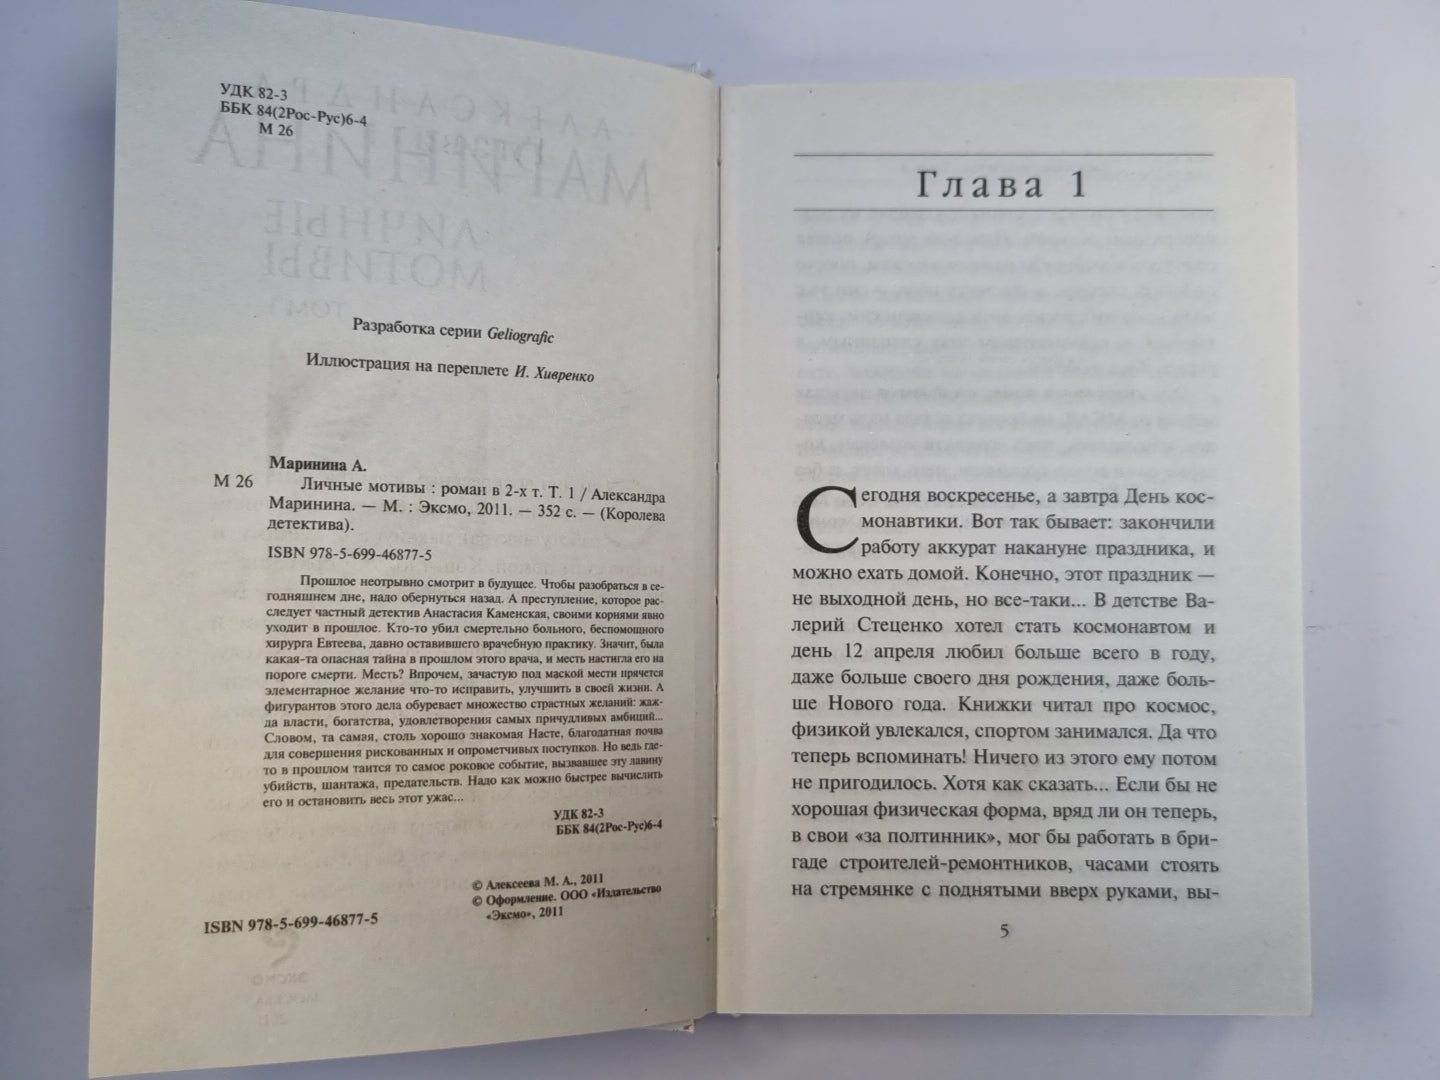 УДК 82-3
ББК 84(2Рос-Рус)6-4
М 26
Разработка серии Geliografic
Иллюстрация на переплете И. Хивренко
Маринина А.
М 26 Личные мотивы : роман в 2-х т. Т. 1 / Александра
Маринина. — М. : Эксмо, 2011. — 352 с. — (Королева
детектива).
ISBN 978-5-699-46877-5
Прошлое неотрывно смотрит в будущее. Чтобы разобраться в се-
годняшнем дне, надо обернуться назад. А преступление, которое рас-
следует частный детектив Анастасия Каменская, своими корнями явно
уходит в прошлое. Кто-то убил смертельно больного, беспомощного
хирурга Евтеева, давно оставившего врачебную практику. Значит, была
какая-та опасная тайна в прошлом этого врача, и месть настигла его на
пороге смерти. Месть? Впрочем, зачастую под маской мести прячется
элементарное желание что-то исправить, улучшить в своей жизни. А
фигурантов этого дела обуревает множество страстных желаний: жаж-
да власти, богатства, удовлетворения самых причудливых амбиций...
Словом, та самая, столь хорошо знакомая Насте, благодатная почва
для совершения рискованных и опрометчивых поступков. Но ведь где-
то в прошлом таится то самое роковое событие, вызвавшее эту лавину
убийств, шантажа, предательств. Надо как можно быстрее вычислить
его и остановить весь этот ужас...
УДК 82-3
ББК 84(2Рос-Рус)6-4
© Алексеева М. А., 2011
© Оформление. ООО «Издательство
«Эксмо», 2011
ISBN 978-5-699-46877-5
Глава 1
Сегодня воскресенье, а завтра День кос-
монавтики. Вот так бывает: закончили
работу аккурат накануне праздника, и
можно ехать домой. Конечно, этот праздник —
не выходной день, но все-таки... В детстве Ва-
лерий Стеценко хотел стать космонавтом и
день 12 апреля любил больше всего в году,
даже больше своего дня рождения, даже боль-
ше Нового года. Книжки читал про космос,
физикой увлекался, спортом занимался. Да что
теперь вспоминать! Ничего из этого ему потом
не пригодилось. Хотя как сказать... Если бы не
хорошая физическая форма, вряд ли он теперь,
в свои «за полтинник», мог бы работать в бри-
гаде строителей-ремонтников, часами стоять
на стремянке с поднятыми вверх руками, вы-
5